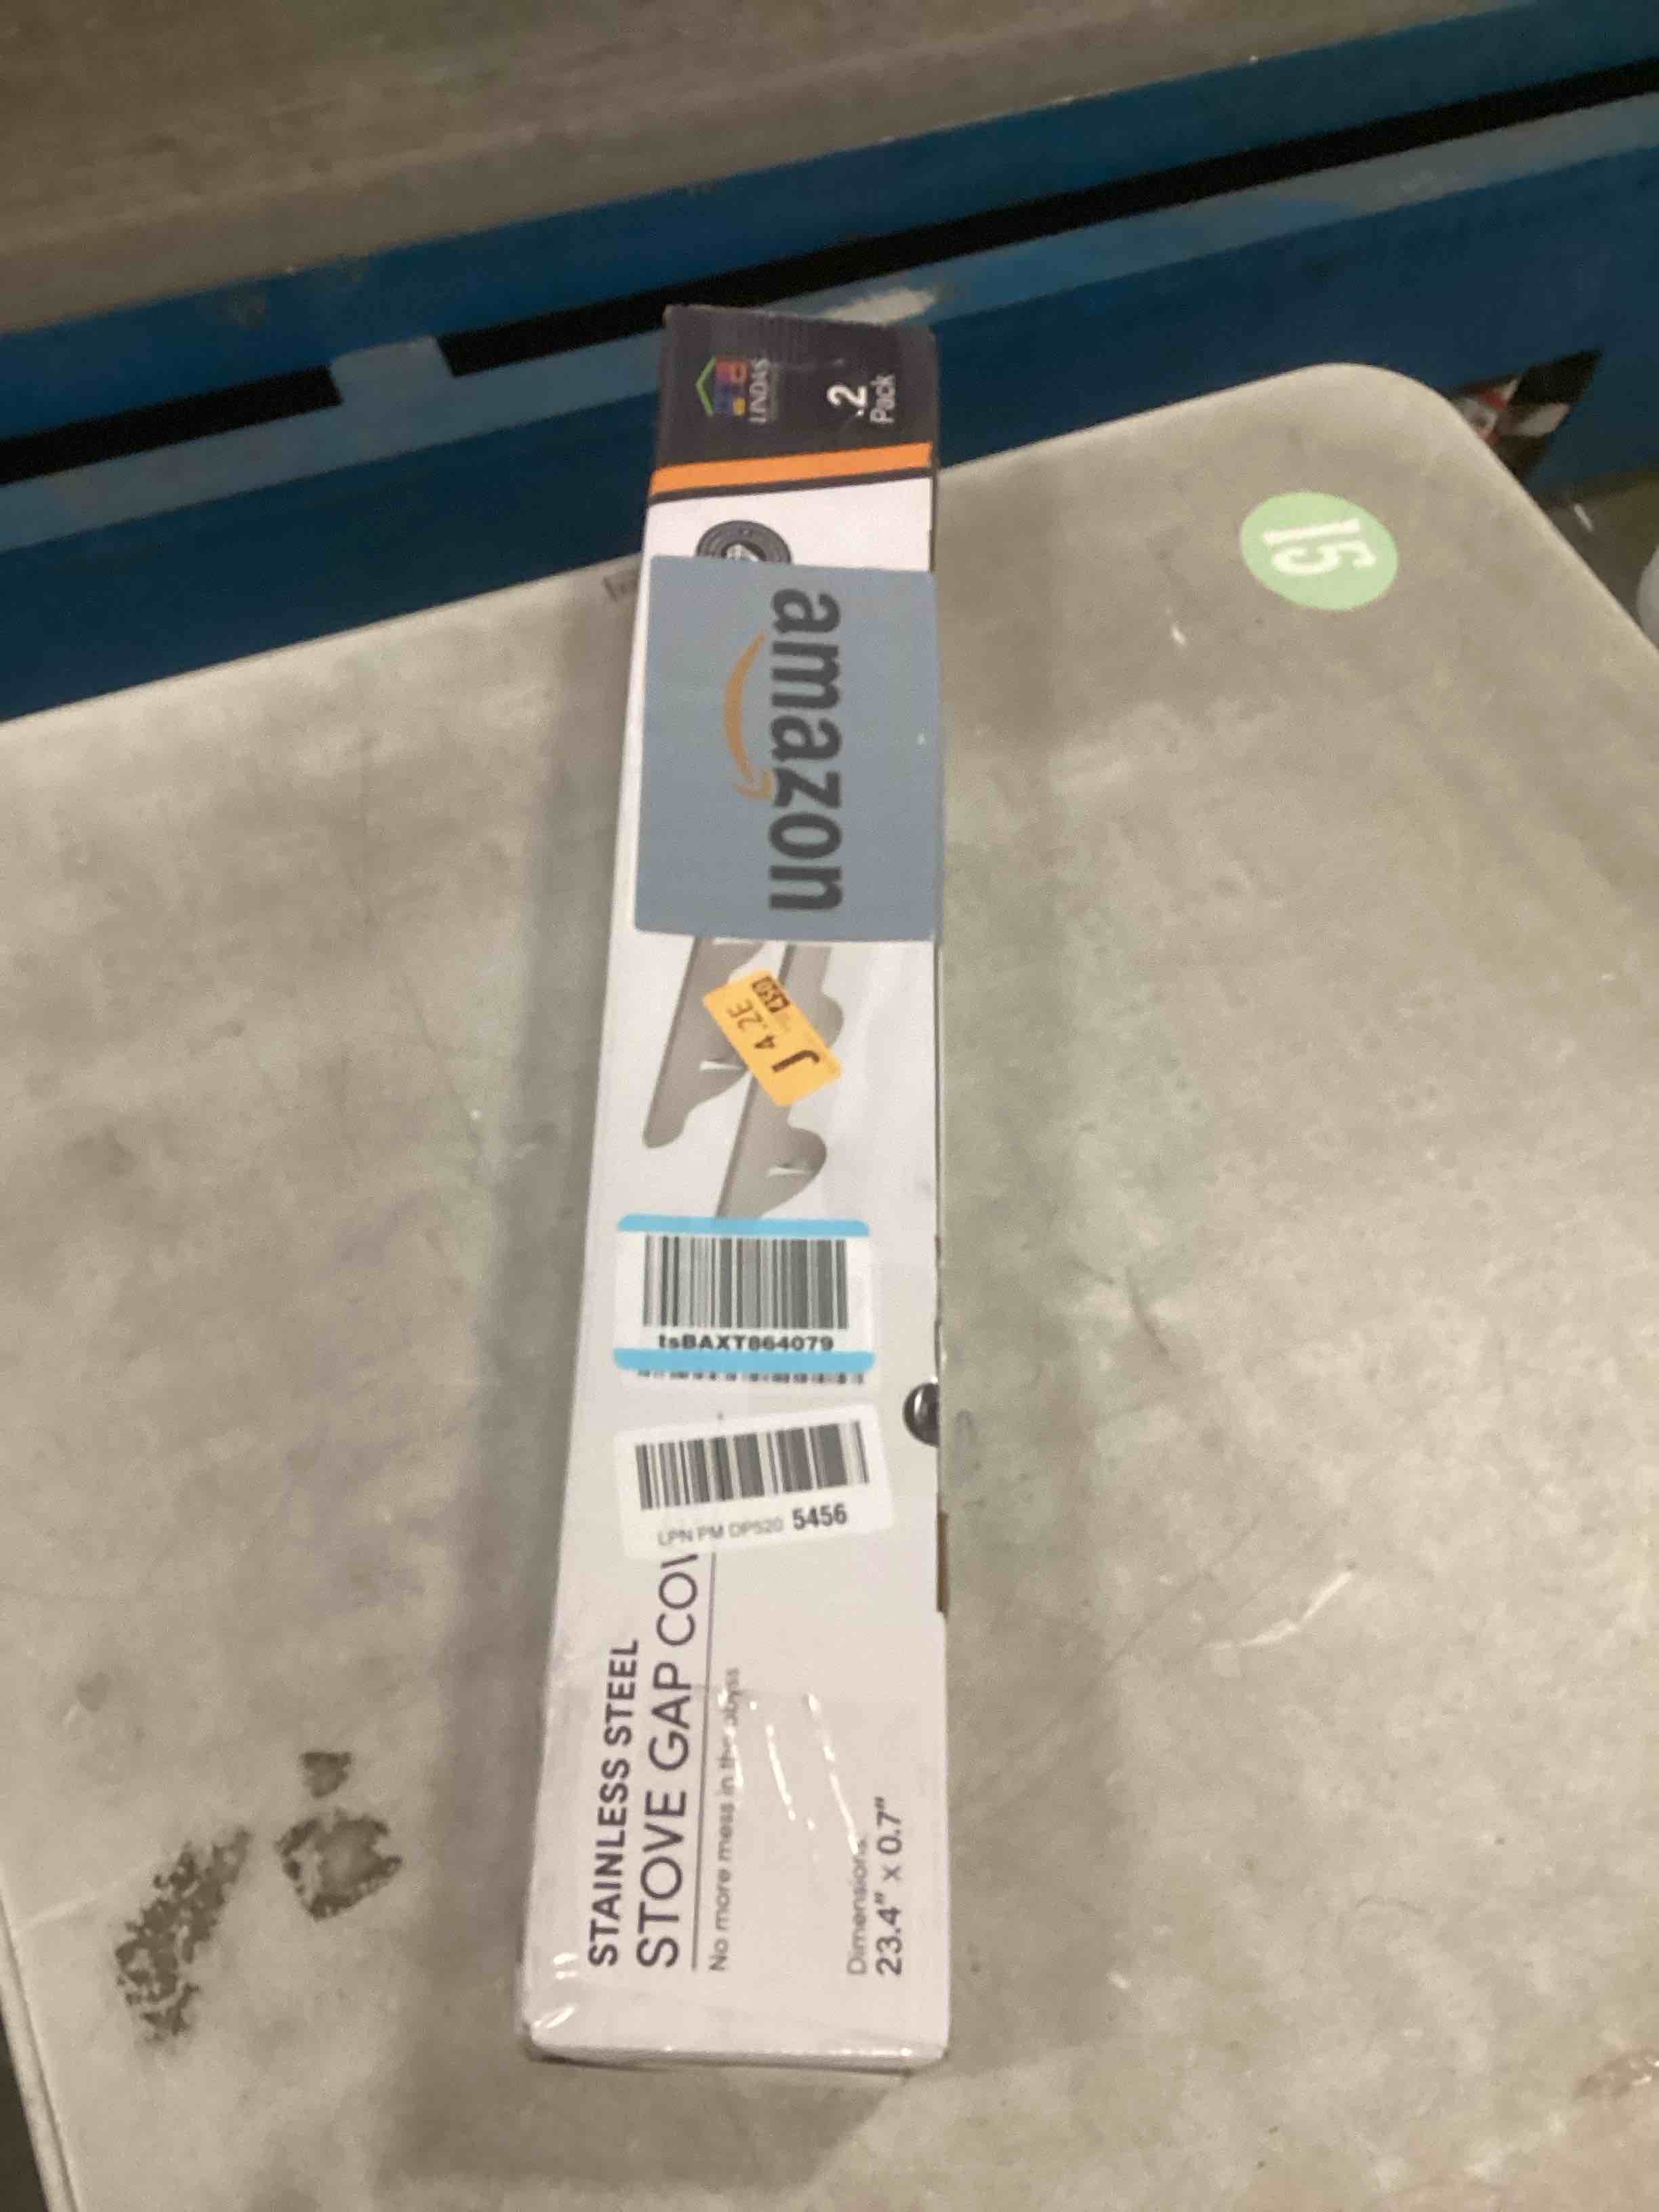 LINDAS
2
Pack
amazon
J 4.2E
tsBAXT864079
LPN PM DP520 5456
STAINLESS STEEL
STOVE GAP COV
No more mess in the abyss
Dimensions
23.4" x 0.7"
15